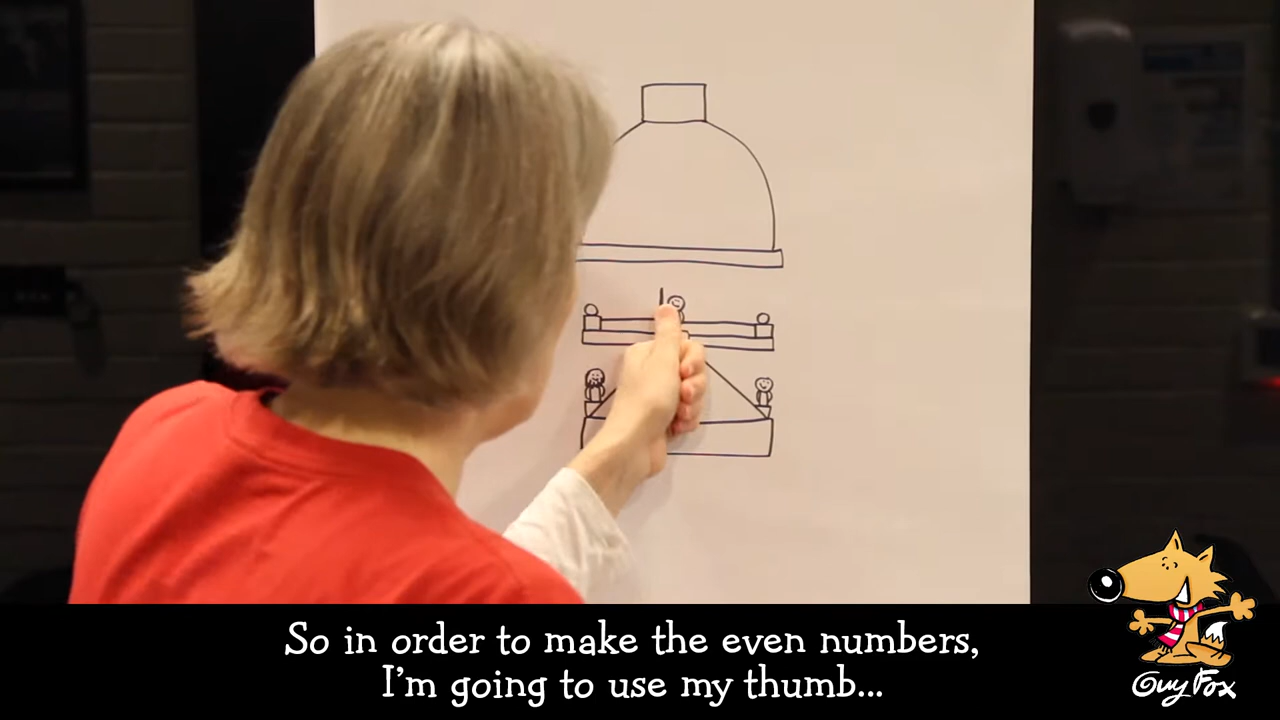 So in order to make the even numbers,
I'm going to use my thumb...
Guy Fox